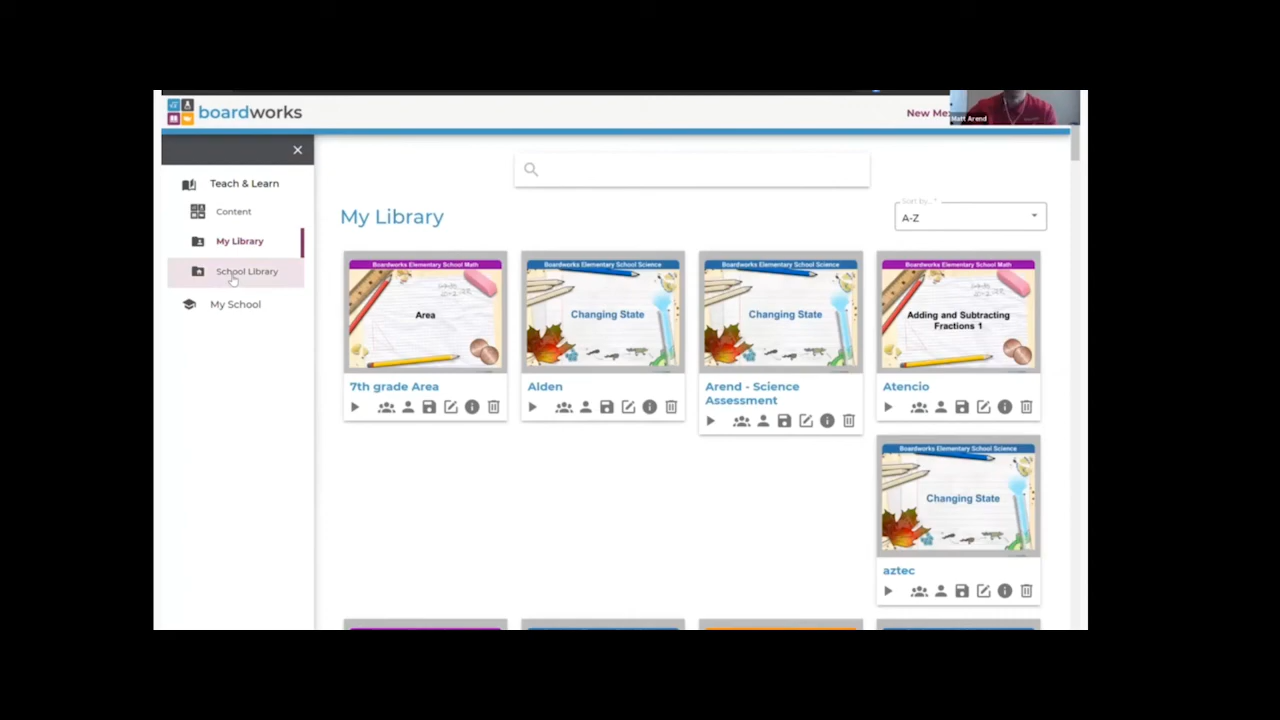 boardworks
New Me
Matt Arend
Teach & Learn
Content
My Library
School Library
My School
My Library
Sort by... *
A-Z
Boardworks Elementary School Math
Area
7th grade Area
Boardworks Elementary School Science
Changing State
Alden
Boardworks Elementary School Science
Changing State
Arend - Science
Assessment
Boardworks Elementary School Math
Adding and Subtracting
Fractions 1
Atencio
Boardworks Elementary School Science
Changing State
aztec